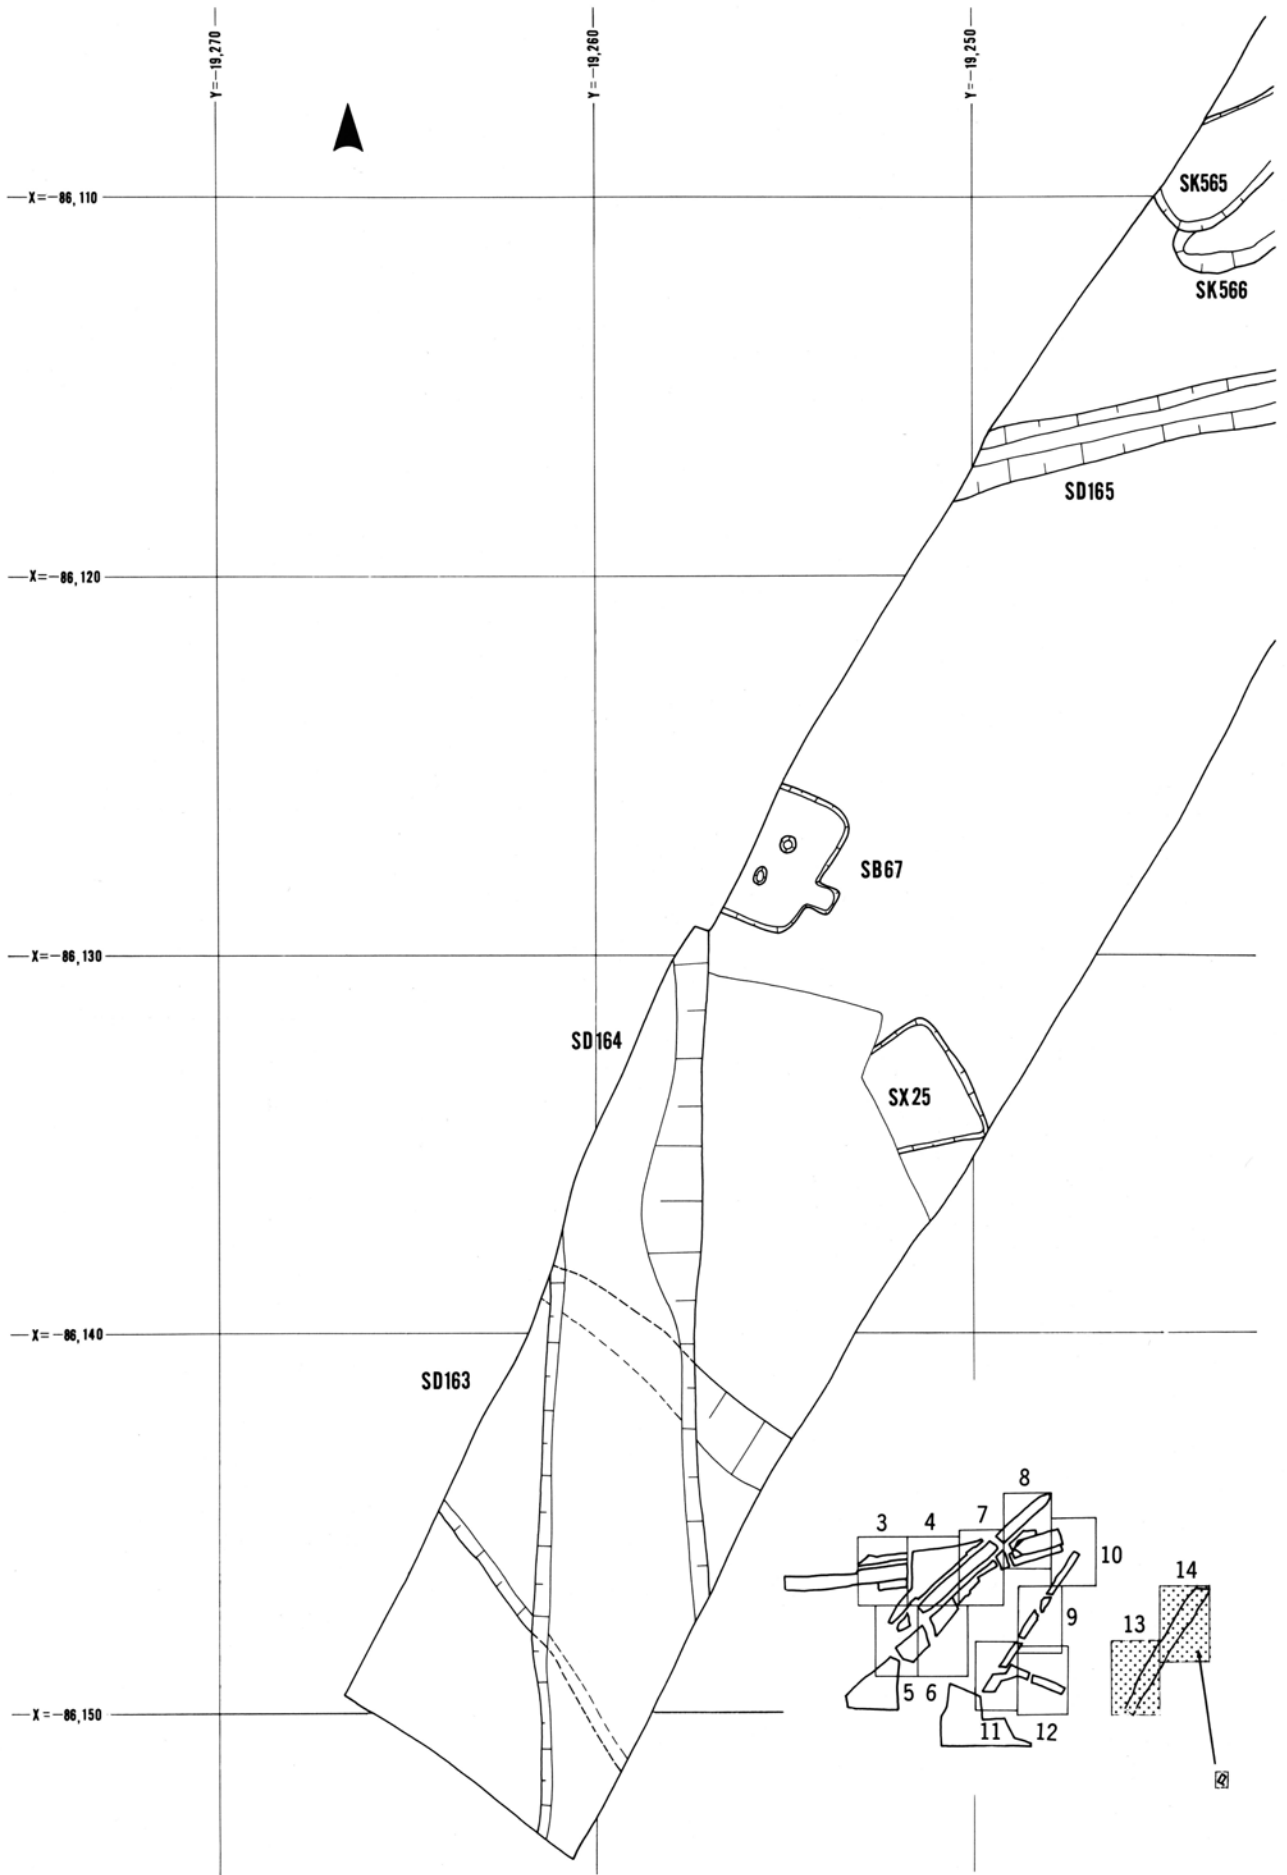 Y=-19,270
Y=-19,260
Y=-19,250
X=-86,110
SK565
SK566
SD165
X=-86,120
SB67
X=-86,130
SD164
SX25
X=-86,140
SD163
8
3
4
7
10
14
9
13
5
6
11
12
X=-86,150